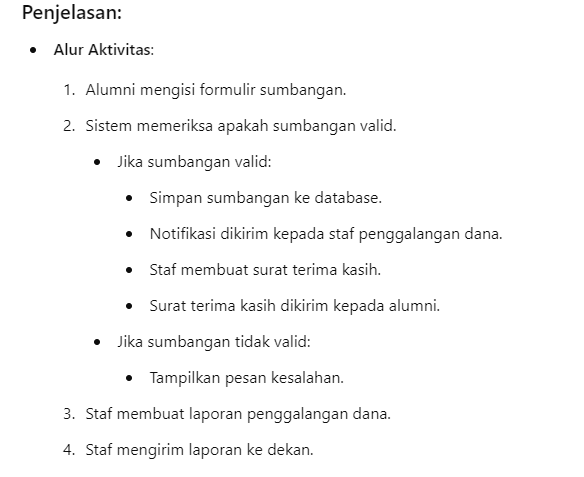 Penjelasan:
• Alur Aktivitas:
1. Alumni mengisi formulir sumbangan.
2. Sistem memeriksa apakah sumbangan valid.
• Jika sumbangan valid:
• Simpan sumbangan ke database.
• Notifikasi dikirim kepada staf penggalangan dana.
• Staf membuat surat terima kasih.
• Surat terima kasih dikirim kepada alumni.
• Jika sumbangan tidak valid:
• Tampilkan pesan kesalahan.
3. Staf membuat laporan penggalangan dana.
4. Staf mengirim laporan ke dekan.